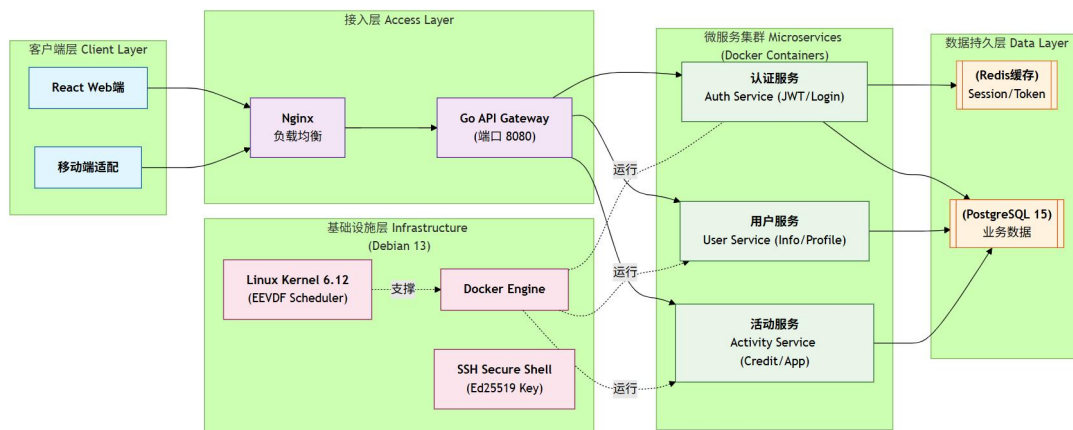 客户端层 Client Layer
React Web端
移动端适配
接入层 Access Layer
Nginx
负载均衡
Go API Gateway
(端口 8080)
基础设施层 Infrastructure
(Debian 13)
Linux Kernel 6.12
(EEVDF Scheduler)
支撑
Docker Engine
SSH Secure Shell
(Ed25519 Key)
运行
运行
运行
微服务集群 Microservices
(Docker Containers)
认证服务
Auth Service (JWT/Login)
用户服务
User Service (Info/Profile)
活动服务
Activity Service
(Credit/App)
数据持久层 Data Layer
(Redis缓存)
Session/Token
(PostgreSQL 15)
业务数据